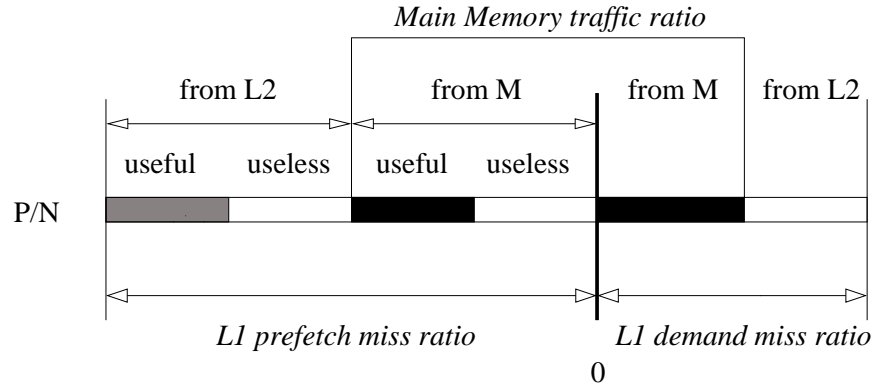 Main Memory traffic ratio
from L2 from M from M from L2
useful useless useful useless
P/N
L1 prefetch miss ratio L1 demand miss ratio
0